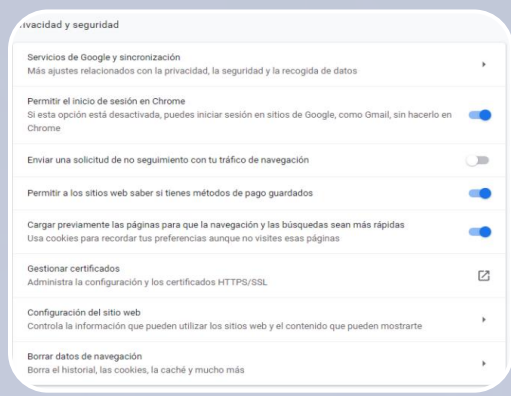 ivacidad y seguridad
Servicios de Google y sincronización
Más ajustes relacionados con la privacidad, la seguridad y la recogida de datos
Permitir el inicio de sesión en Chrome
Si esta opción está desactivada, puedes iniciar sesión en sitios de Google, como Gmail, sin hacerlo en
Chrome
Enviar una solicitud de no seguimiento con tu tráfico de navegación
Permitir a los sitios web saber si tienes métodos de pago guardados
Cargar previamente las páginas para que la navegación y las búsquedas sean más rápidas
Usa cookies para recordar tus preferencias aunque no visites esas páginas
Gestionar certificados
Administra la configuración y los certificados HTTPS/SSL
Configuración del sitio web
Controla la información que pueden utilizar los sitios web y el contenido que pueden mostrarte
Borrar datos de navegación
Borra el historial, las cookies, la caché y mucho más